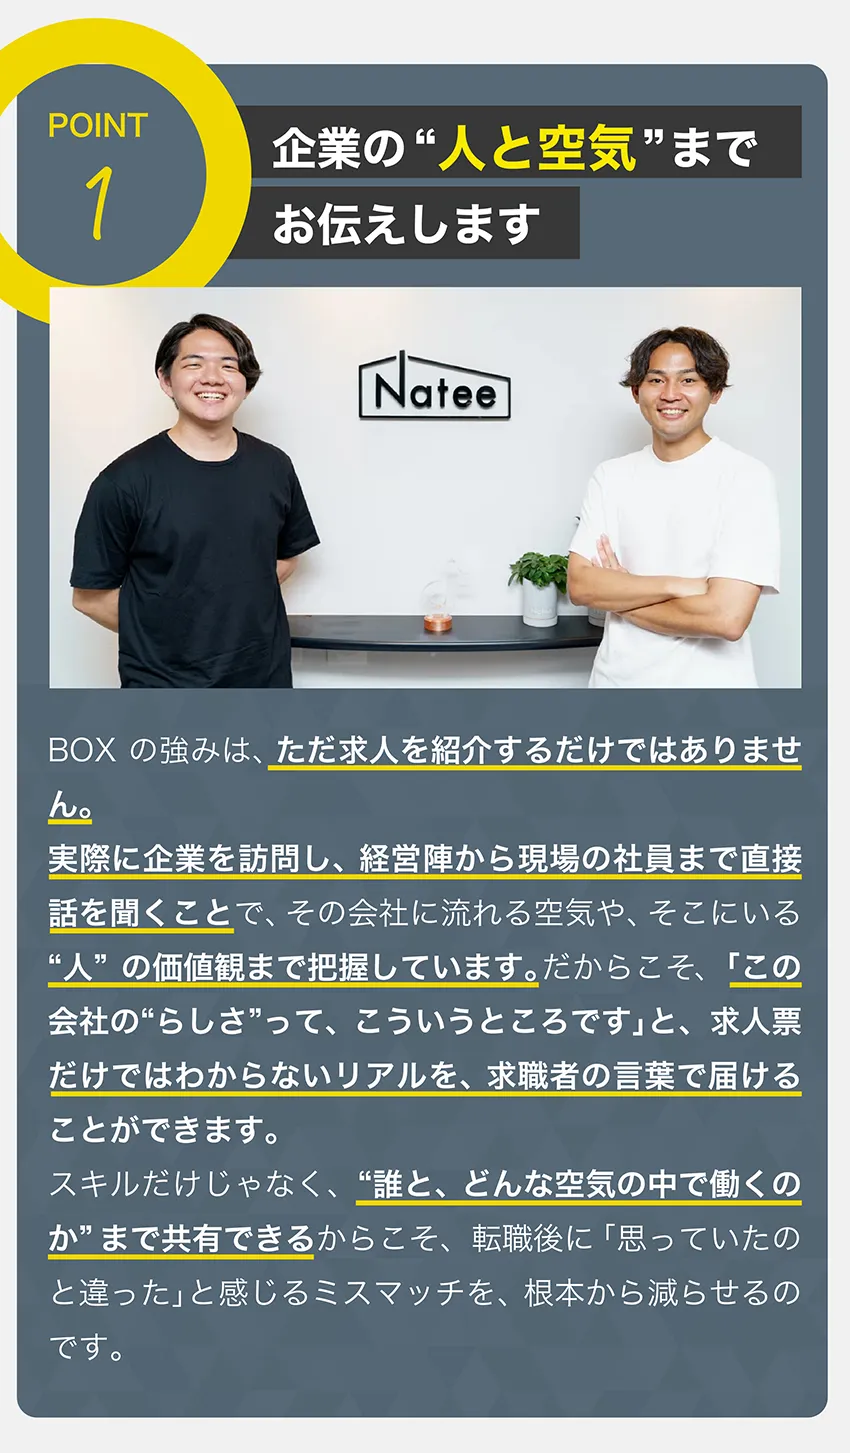 POINT
1
企業の“人と空気”まで
お伝えします
Natee
BOX の強みは、ただ求人を紹介するだけではありませ
ん。
実際に企業を訪問し、経営陣から現場の社員まで直接
話を聞くことで、その会社に流れる空気や、そこにいる
“人” の価値観まで把握しています。だからこそ、「この
会社の“らしさ”って、こういうところです」と、求人票
だけではわからないリアルを、求職者の言葉で届ける
ことができます。
スキルだけじゃなく、“誰と、どんな空気の中で働くの
か” まで共有できるからこそ、転職後に「思っていたの
と違った」と感じるミスマッチを、根本から減らせるの
です。